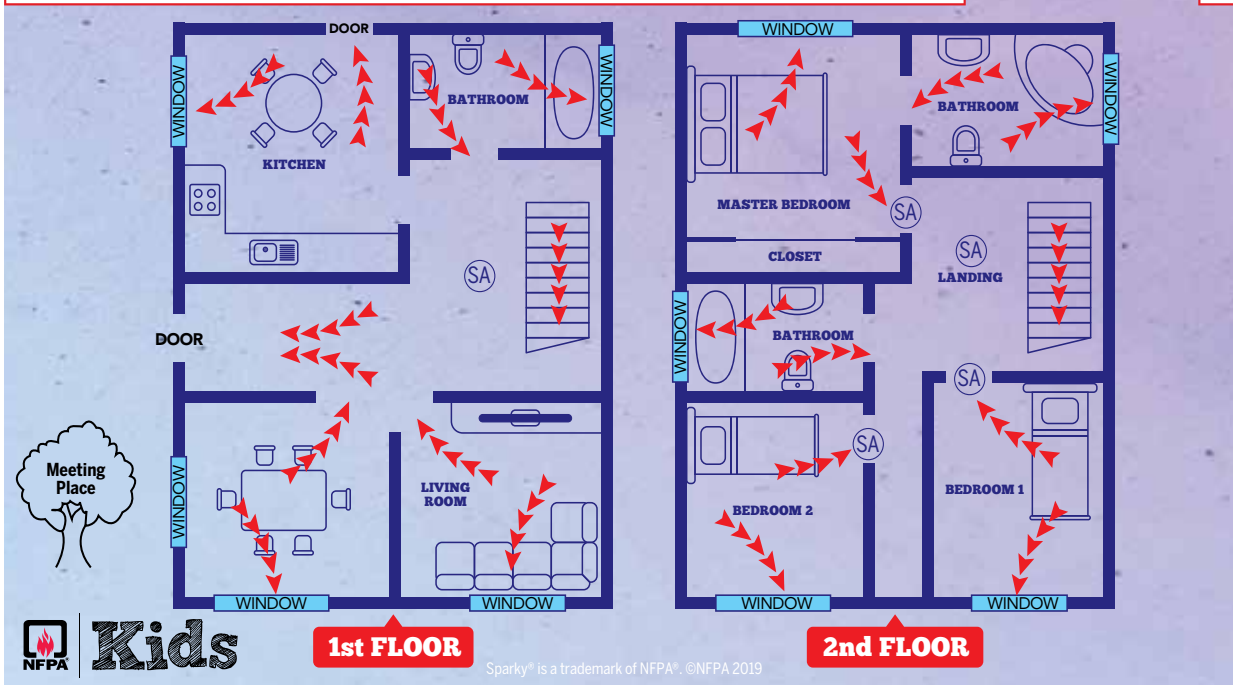 DOOR
WINDOW
KITCHEN
BATHROOM
WINDOW
SA
DOOR
Meeting
Place
WINDOW
LIVING
ROOM
WINDOW
WINDOW
1st FLOOR
WINDOW
BATHROOM
WINDOW
MASTER BEDROOM
SA
CLOSET
SA
LANDING
WINDOW
BATHROOM
SA
SA
BEDROOM 2
BEDROOM 1
WINDOW
WINDOW
2nd FLOOR
NFPA®
Kids
Sparky® is a trademark of NFPA®. ©NFPA 2019